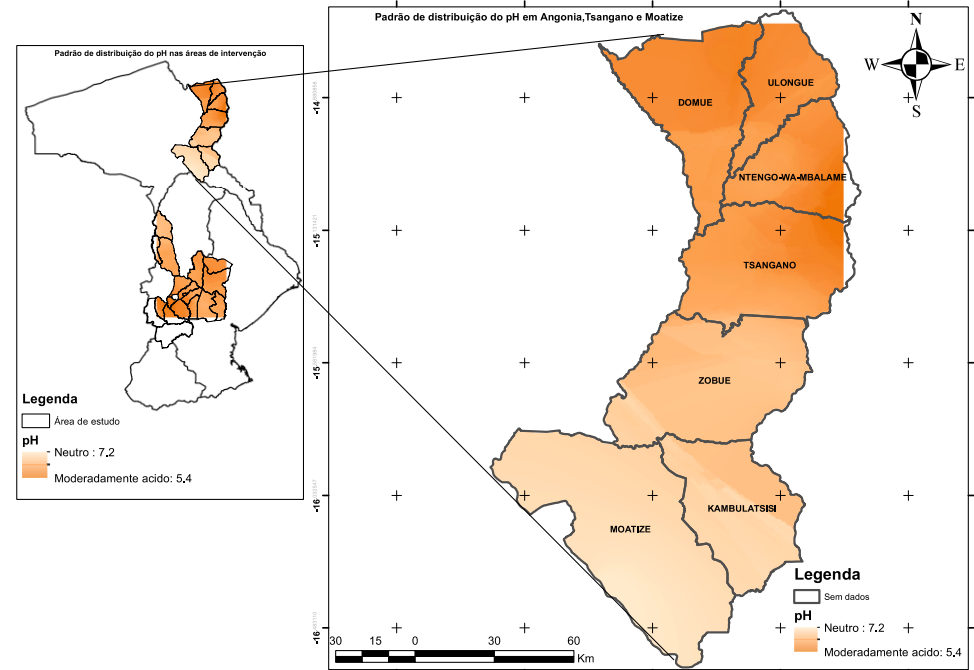 Padrão de distribuição do pH nas áreas de intervenção
Legenda
Área de estudo
pH
Neutro : 7.2
Moderadamente acido: 5.4
Padrão de distribuição do pH em Angonia,Tsangano e Moatize
N
W
E
S
-14
-15
-15
-16
-16
DOMUE
ULONGUE
NTENGO-WA-MBALAME
TSANGANO
ZOBUE
KAMBULATSISI
MOATIZE
Legenda
Sem dados
pH
Neutro : 7.2
Moderadamente acido: 5.4
30 15 0 30 60
Km